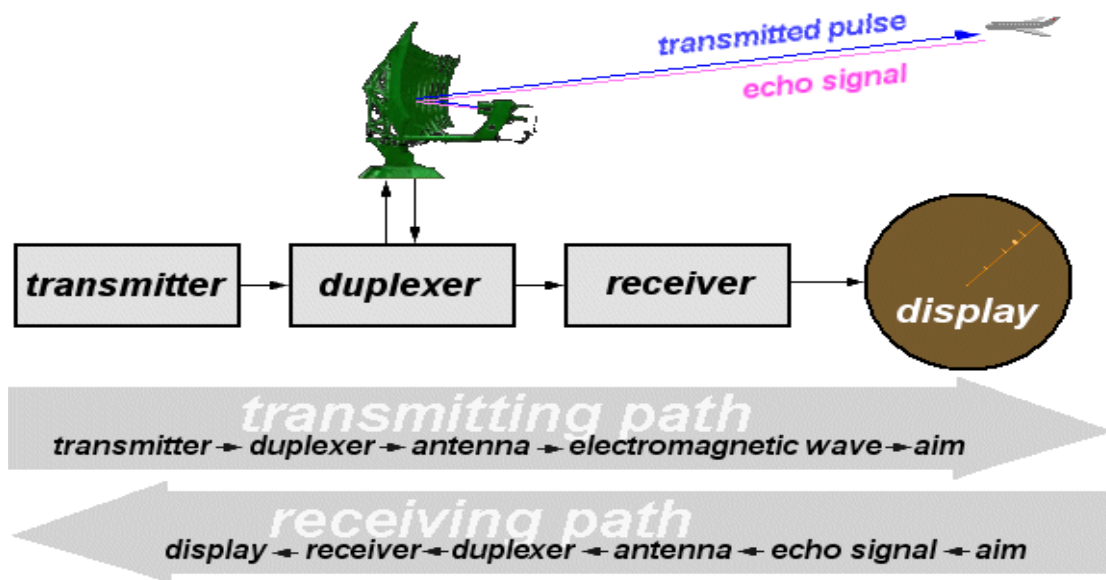 transmitted pulse
echo signal
transmitter
duplexer
receiver
display
transmitting path
transmitter → duplexer → antenna → electromagnetic wave → aim
receiving path
display ← receiver ← duplexer ← antenna ← echo signal ← aim